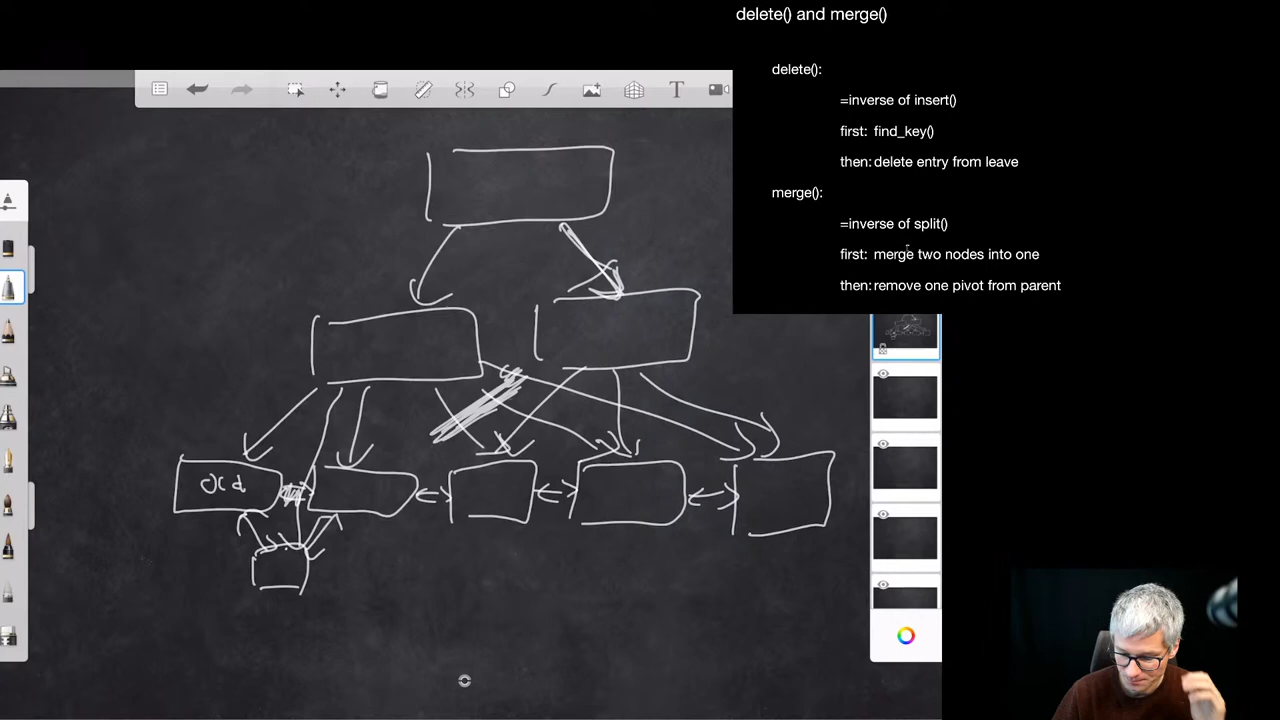 delete() and merge()
delete():
=inverse of insert()
first: find_key()
then: delete entry from leave
merge():
=inverse of split()
first: merge two nodes into one
then: remove one pivot from parent
T